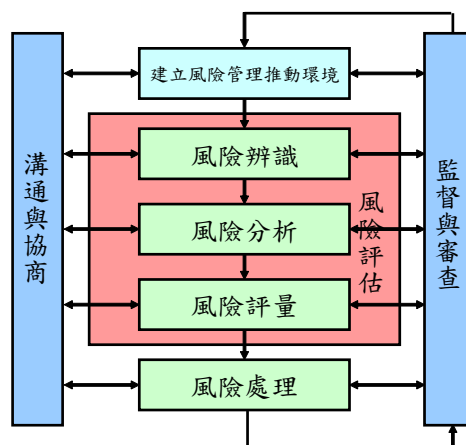 建立風險管理推動環境
溝通與協商
風險辨識
風險分析
風險評量
風險評估
風險處理
監督與審查